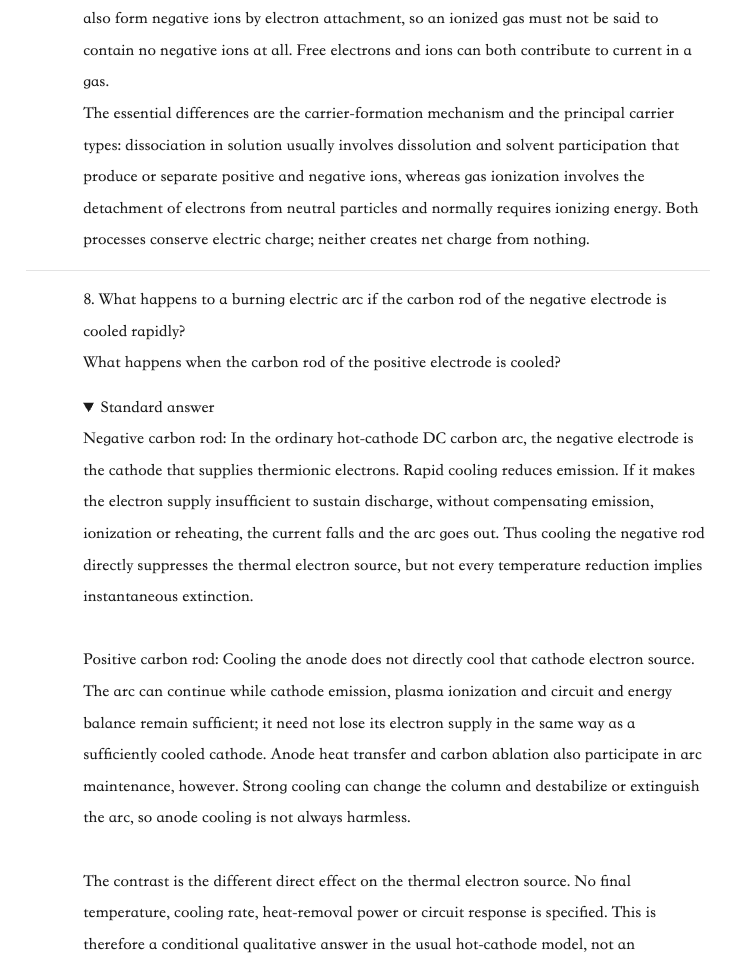 also form negative ions by electron attachment, so an ionized gas must not be said to
contain no negative ions at all. Free electrons and ions can both contribute to current in a
gas.
The essential differences are the carrier-formation mechanism and the principal carrier
types: dissociation in solution usually involves dissolution and solvent participation that
produce or separate positive and negative ions, whereas gas ionization involves the
detachment of electrons from neutral particles and normally requires ionizing energy. Both
processes conserve electric charge; neither creates net charge from nothing.
8. What happens to a burning electric arc if the carbon rod of the negative electrode is
cooled rapidly?
What happens when the carbon rod of the positive electrode is cooled?
▼ Standard answer
Negative carbon rod: In the ordinary hot-cathode DC carbon arc, the negative electrode is
the cathode that supplies thermionic electrons. Rapid cooling reduces emission. If it makes
the electron supply insufficient to sustain discharge, without compensating emission,
ionization or reheating, the current falls and the arc goes out. Thus cooling the negative rod
directly suppresses the thermal electron source, but not every temperature reduction implies
instantaneous extinction.
Positive carbon rod: Cooling the anode does not directly cool that cathode electron source.
The arc can continue while cathode emission, plasma ionization and circuit and energy
balance remain sufficient; it need not lose its electron supply in the same way as a
sufficiently cooled cathode. Anode heat transfer and carbon ablation also participate in arc
maintenance, however. Strong cooling can change the column and destabilize or extinguish
the arc, so anode cooling is not always harmless.
The contrast is the different direct effect on the thermal electron source. No final
temperature, cooling rate, heat-removal power or circuit response is specified. This is
therefore a conditional qualitative answer in the usual hot-cathode model, not an